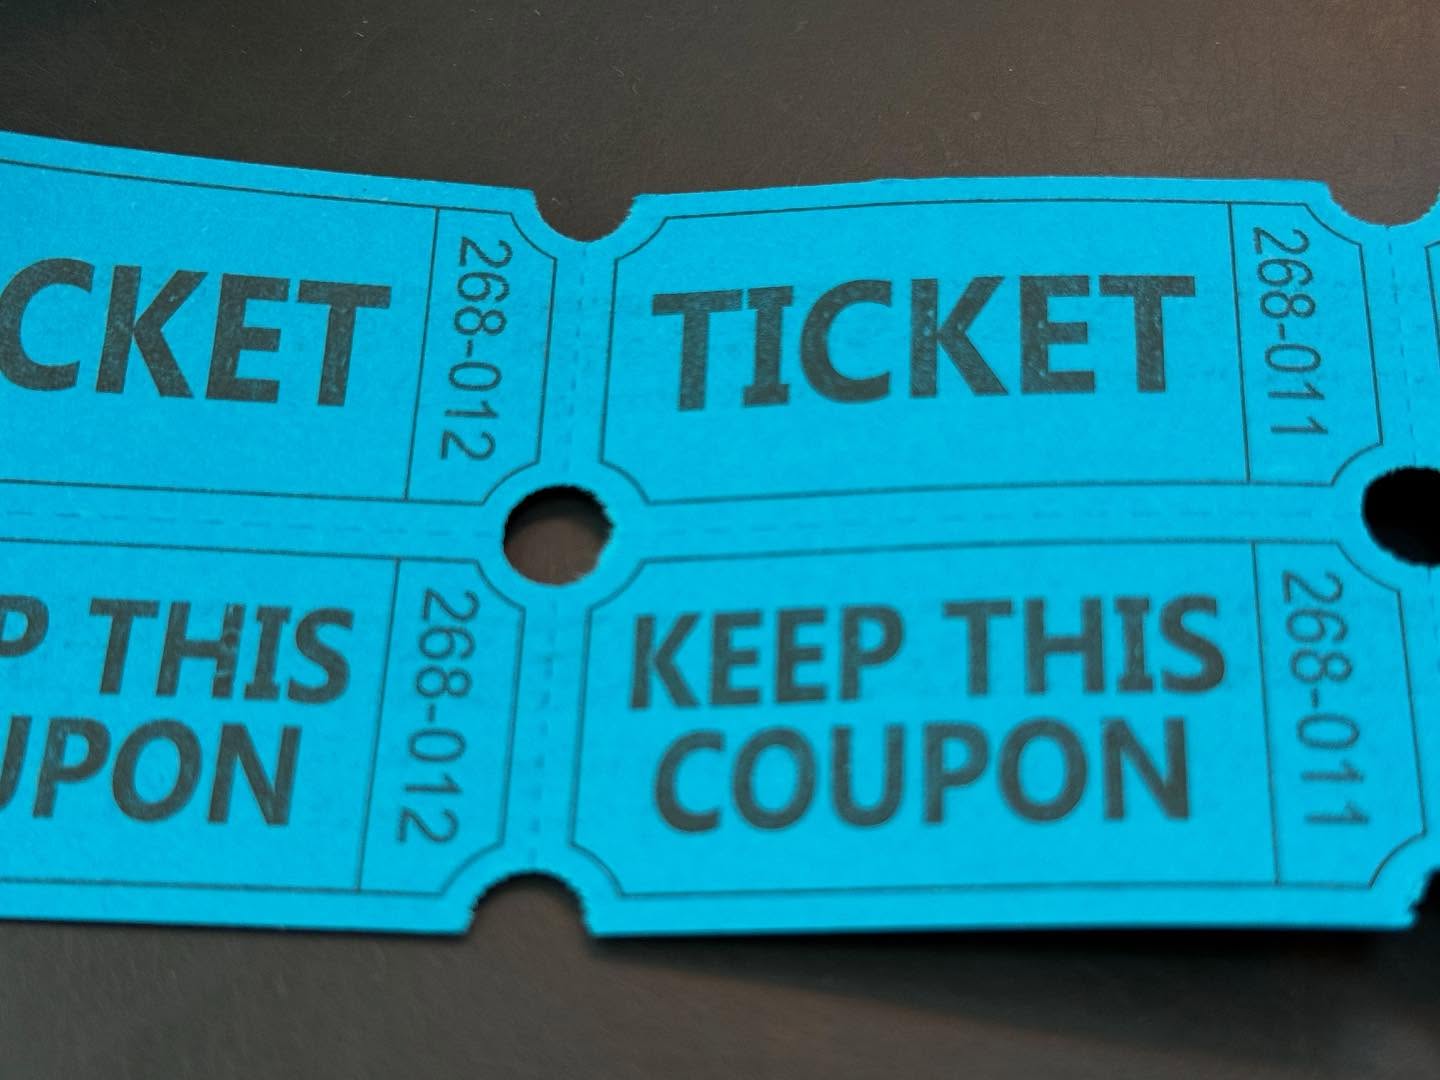 CKET
268-012
TICKET
268-011
P THIS
UPON
268-012
KEEP THIS
COUPON
268-011